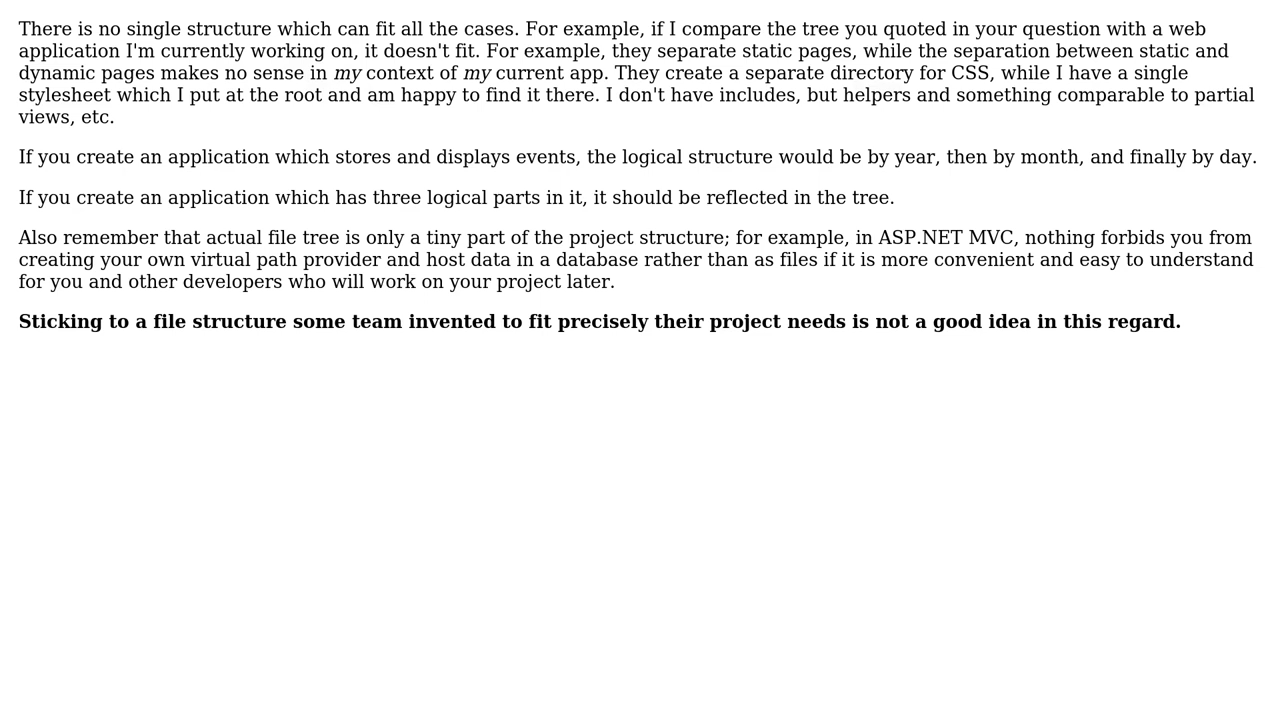 There is no single structure which can fit all the cases. For example, if I compare the tree you quoted in your question with a web
application I'm currently working on, it doesn't fit. For example, they separate static pages, while the separation between static and
dynamic pages makes no sense in my context of my current app. They create a separate directory for CSS, while I have a single
stylesheet which I put at the root and am happy to find it there. I don't have includes, but helpers and something comparable to partial
views, etc.
If you create an application which stores and displays events, the logical structure would be by year, then by month, and finally by day.
If you create an application which has three logical parts in it, it should be reflected in the tree.
Also remember that actual file tree is only a tiny part of the project structure; for example, in ASP.NET MVC, nothing forbids you from
creating your own virtual path provider and host data in a database rather than as files if it is more convenient and easy to understand
for you and other developers who will work on your project later.
Sticking to a file structure some team invented to fit precisely their project needs is not a good idea in this regard.